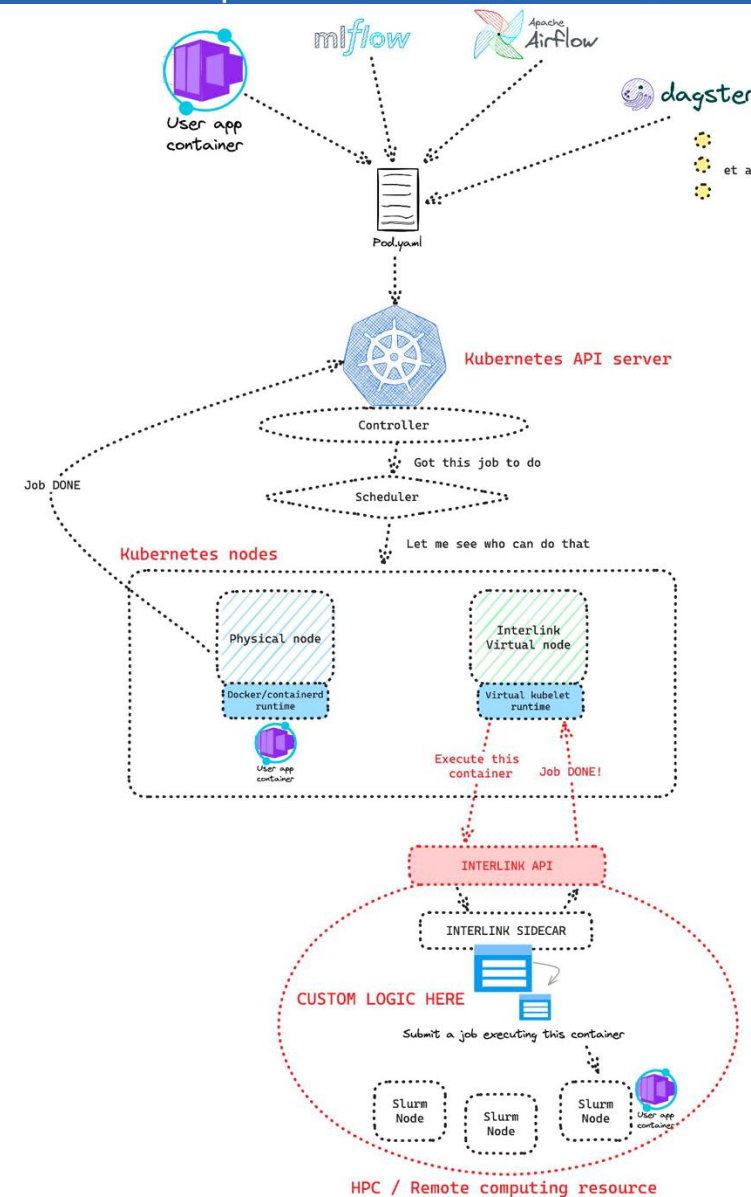 mlflow
Apache
Airflow
dagster
User app
container
et a
Pod.yaml
Kubernetes API server
Controller
Got this job to do
Job DONE
Scheduler
Let me see who can do that
Kubernetes nodes
Physical node
Interlink
Virtual node
Docker/containerd
runtime
Virtual kubelet
runtime
User app
container
Execute this
container
Job DONE!
INTERLINK API
INTERLINK SIDECAR
CUSTOM LOGIC HERE
Submit a job executing this container
Slurm
Node
Slurm
Node
Slurm
Node
User app
container
HPC / Remote computing resource